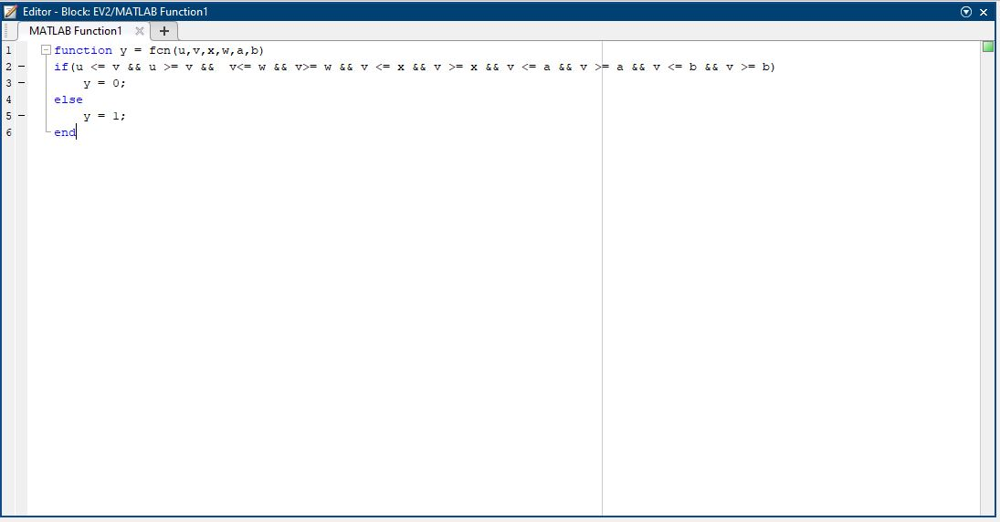 Editor - Block: EV2/MATLAB Function1
MATLAB Function1
1 function y = fcn(u,v,x,w,a,b)
2 if(u <= v && u >= v &&  v<= w && v>= w && v <= x && v >= x && v <= a && v >= a && v <= b && v >= b)
3 y = 0;
4 else
5 y = 1;
6 end